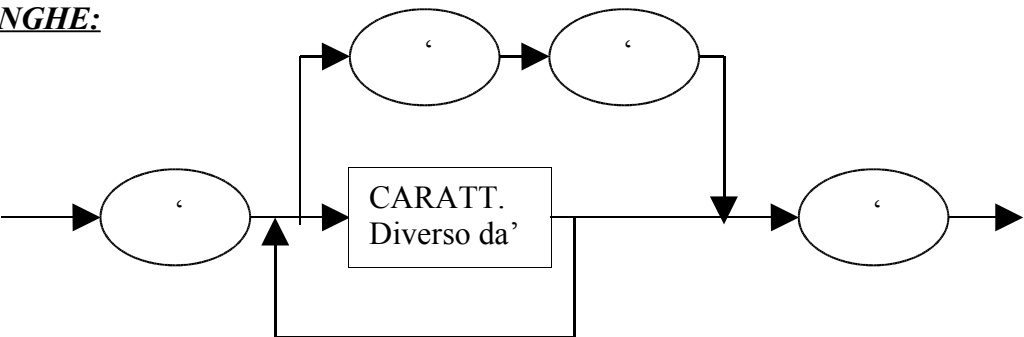 NGHE:
‘ ‘
‘
CARATT.
Diverso da’
‘